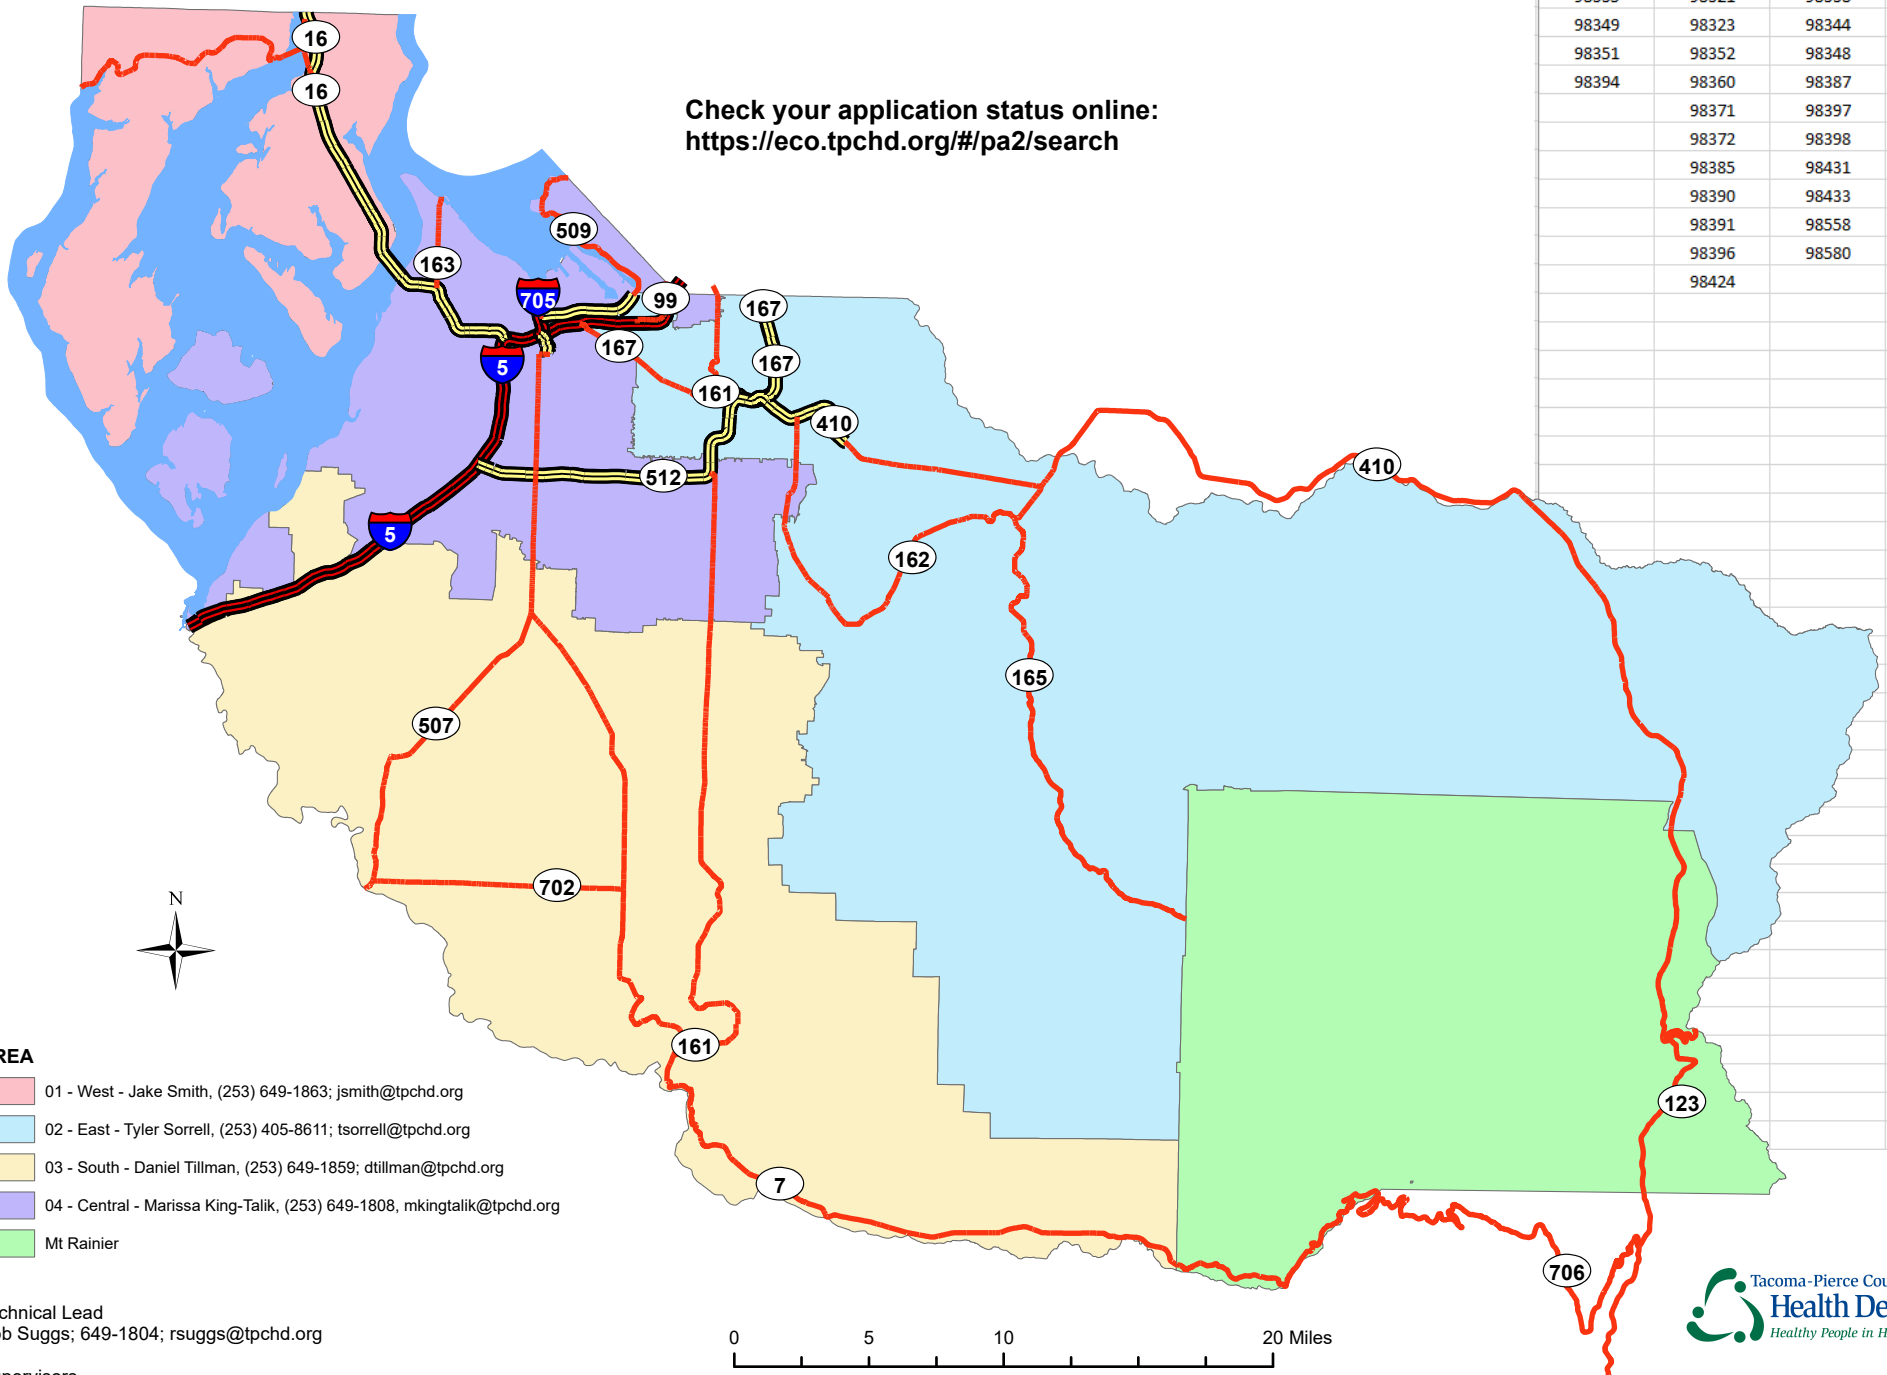 98349 98323 98344
98351 98352 98348
98394 98360 98387
98371 98397
98372 98398
98385 98431
98390 98433
98391 98558
98396 98580
98424
Check your application status online:
https://eco.tpchd.org/#/pa2/search
16
16
509
163
705
99
167
167
5
167
161
410
512
410
5
162
165
507
702
N
161
123
7
706
REA
01 - West - Jake Smith, (253) 649-1863; jsmith@tpchd.org
02 - East - Tyler Sorrell, (253) 405-8611; tsorrell@tpchd.org
03 - South - Daniel Tillman, (253) 649-1859; dtillman@tpchd.org
04 - Central - Marissa King-Talik, (253) 649-1808, mkingtalik@tpchd.org
Mt Rainier
chnical Lead
b Suggs; 649-1804; rsuggs@tpchd.org
0 5 10 20 Miles
Tacoma-Pierce Cou
Health De
Healthy People in H